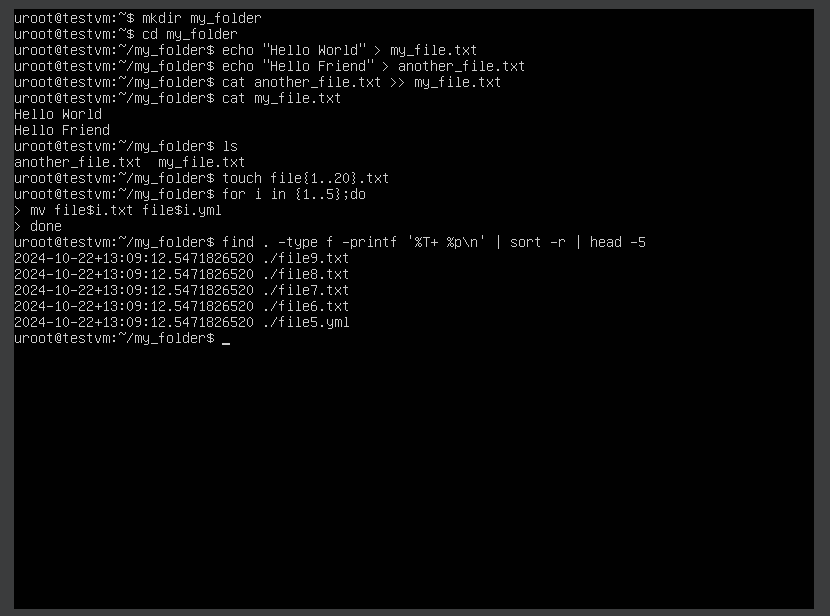 uroot@testvm:~$ mkdir my_folder
uroot@testvm:~$ cd my_folder
uroot@testvm:~/my_folder$ echo "Hello World" > my_file.txt
uroot@testvm:~/my_folder$ echo "Hello Friend" > another_file.txt
uroot@testvm:~/my_folder$ cat another_file.txt >> my_file.txt
uroot@testvm:~/my_folder$ cat my_file.txt
Hello World
Hello Friend
uroot@testvm:~/my_folder$ ls
another_file.txt  my_file.txt
uroot@testvm:~/my_folder$ touch file{1..20}.txt
uroot@testvm:~/my_folder$ for i in {1..5};do
> mv file$i.txt file$i.yml
> done
uroot@testvm:~/my_folder$ find . -type f -printf '%T+ %p\n' | sort -r | head -5
2024-10-22+13:09:12.5471826520 ./file9.txt
2024-10-22+13:09:12.5471826520 ./file8.txt
2024-10-22+13:09:12.5471826520 ./file7.txt
2024-10-22+13:09:12.5471826520 ./file6.txt
2024-10-22+13:09:12.5471826520 ./file5.yml
uroot@testvm:~/my_folder$ _